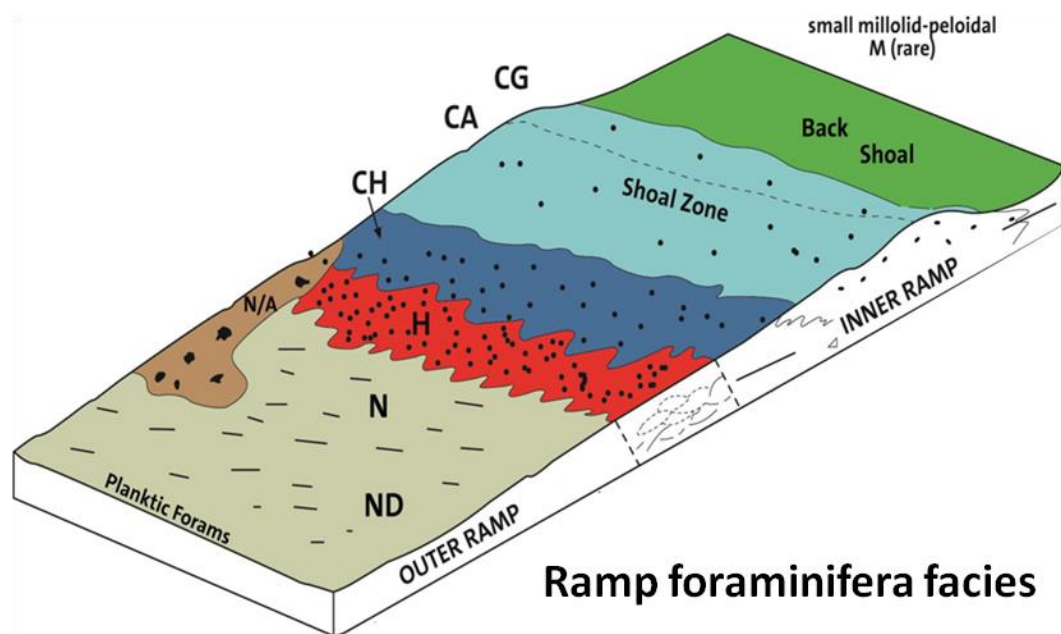 small millolid-peloidal
M (rare)
CG
CA
Back
Shoal
CH
Shoal Zone
N/A
H
INNER RAMP
N
ND
Planktic Forams
OUTER RAMP
Ramp foraminifera facies